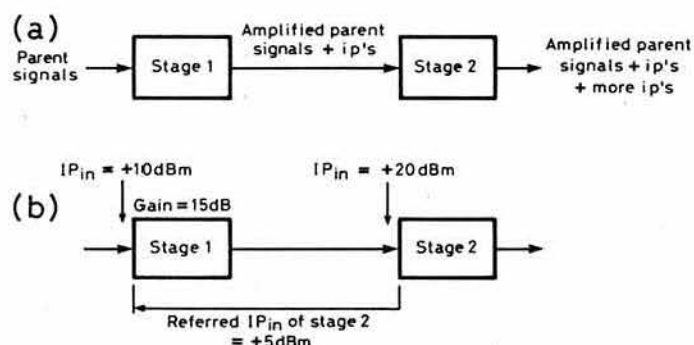 (a)
Parent
signals
Stage 1
Amplified parent
signals + ip's
Stage 2
Amplified parent
signals + ip's
+ more ip's
IPin = +10dBm
IPin = +20dBm
(b)
Gain = 15dB
Stage 1
Stage 2
Referred IPin of stage 2
= +5dBm